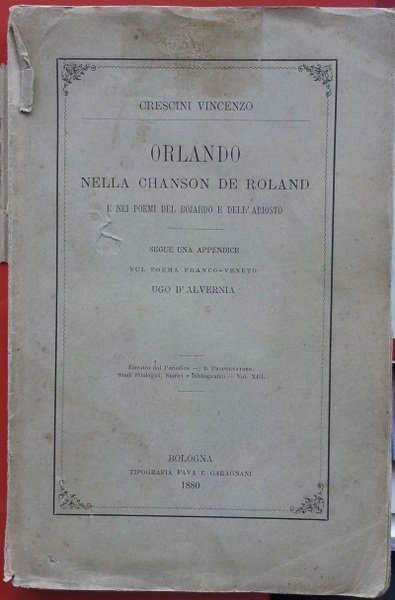 CRESCINI VINCENZO
ORLANDO
NELLA CHANSON DE ROLAND
E NEI POEMI DEL BOJARDO E DELL'ARIOSTO
SEGUE UNA APPENDICE
SUL POEMA FRANCO-VENETO
UGO D'ALVERNIA
Estratto dal Periodico — IL PROPUGNATORE
Studi Filologici, Storici e Bibliografici — Vol. XIII.
BOLOGNA
TIPOGRAFIA FAVA E GARAGNANI
1880